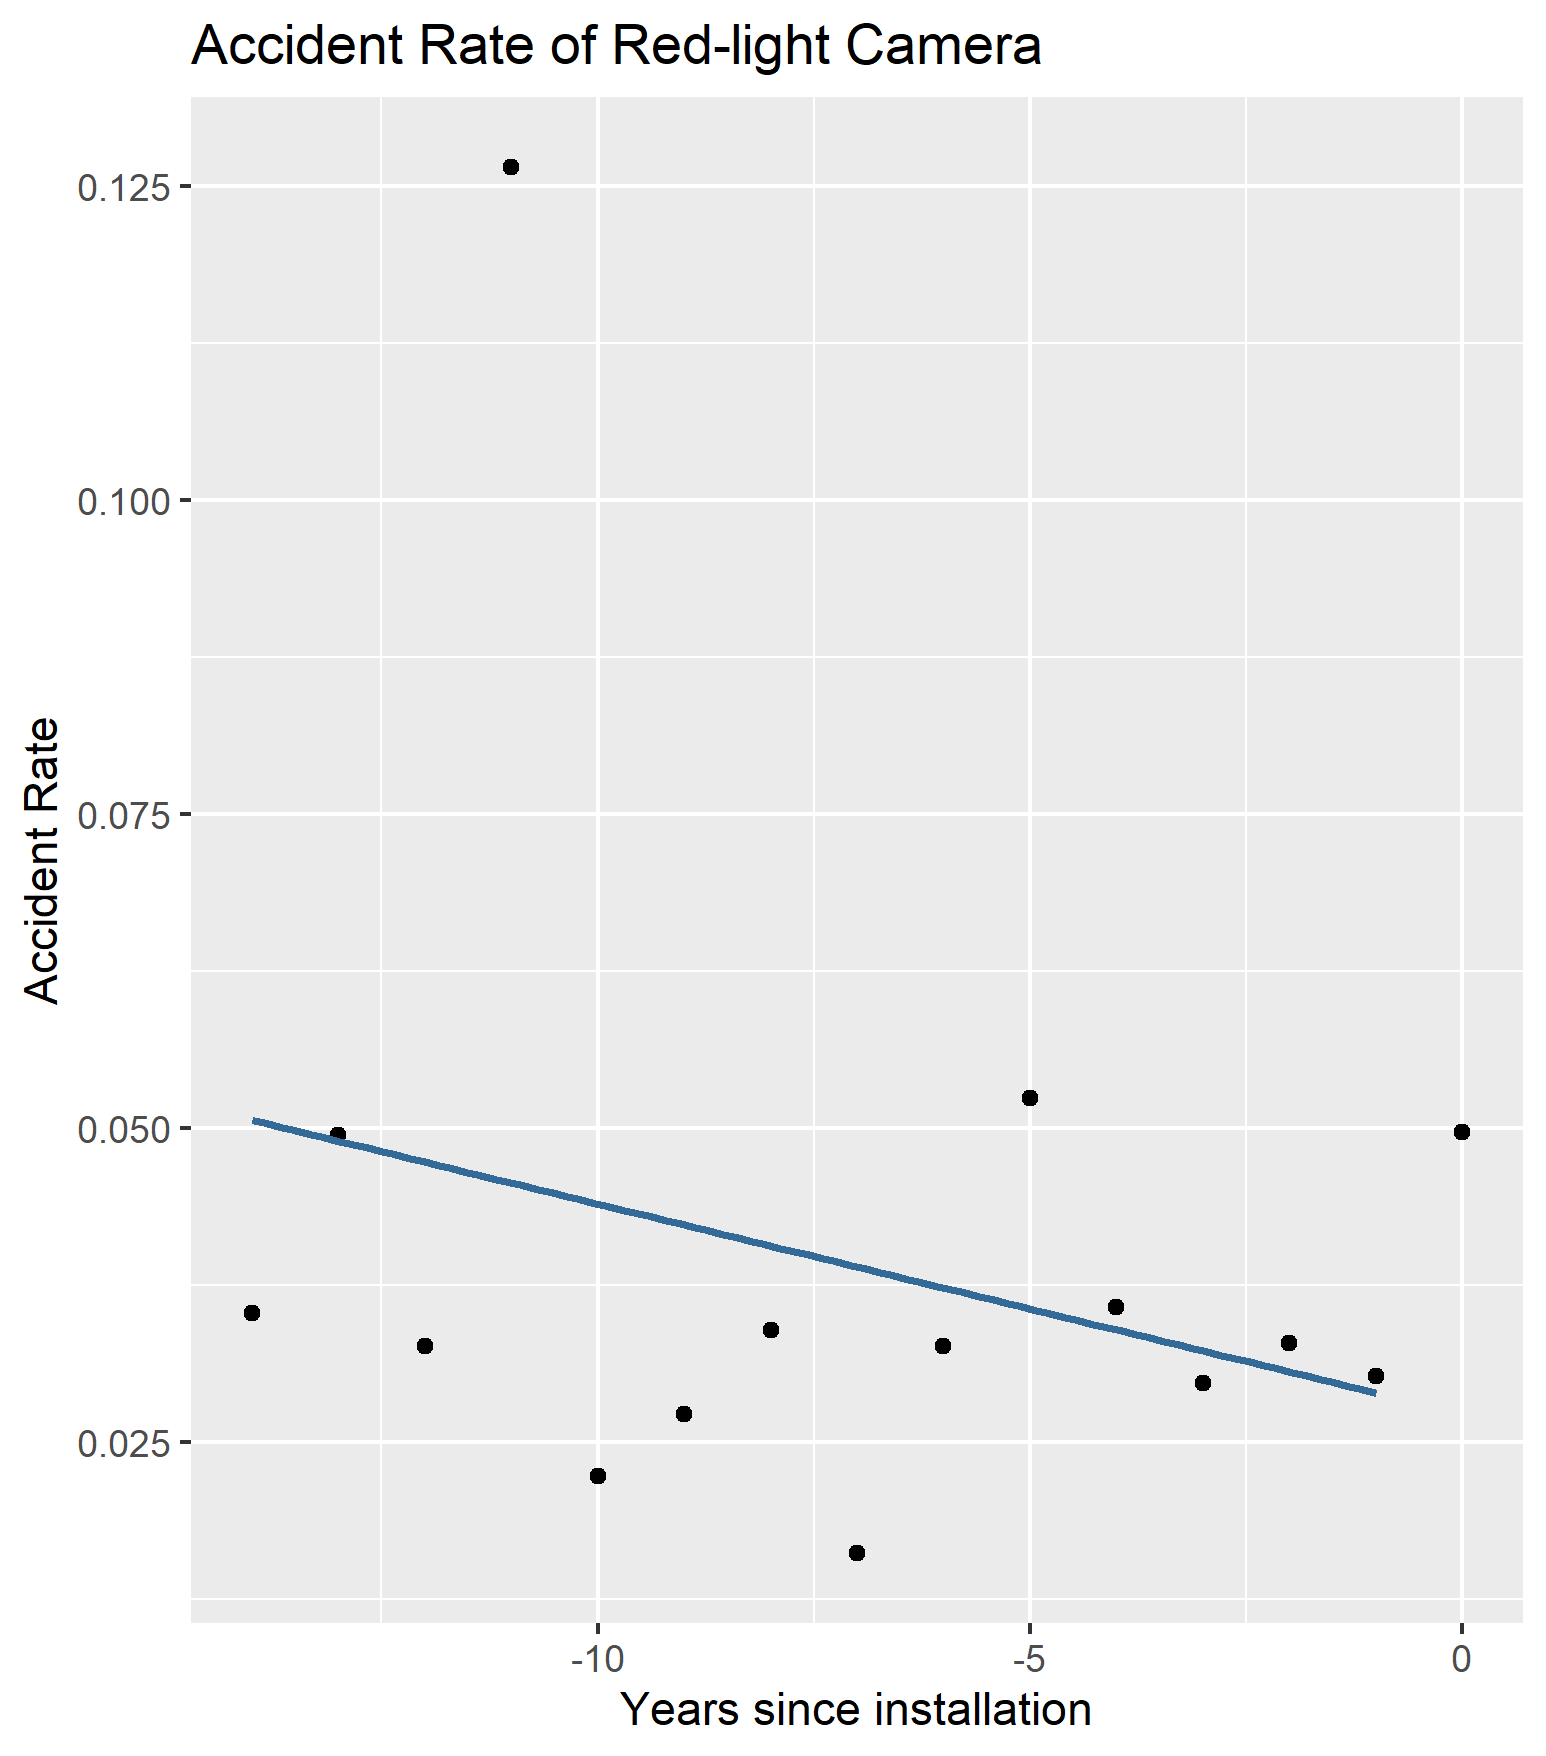 Accident Rate of Red-light Camera
Accident Rate
0.125
0.100
0.075
0.050
0.025
-10
-5
0
Years since installation